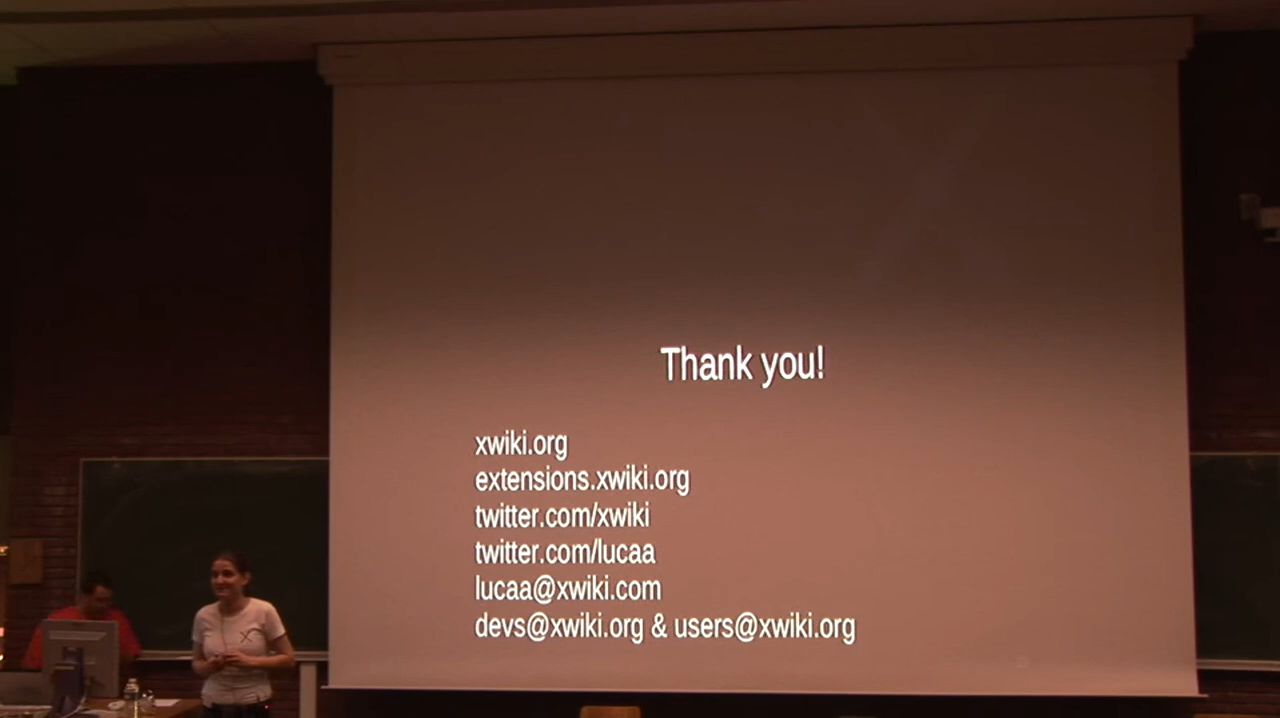 Thank you!
xwiki.org
extensions.xwiki.org
twitter.com/xwiki
twitter.com/lucaa
lucaa@xwiki.com
devs@xwiki.org & users@xwiki.org